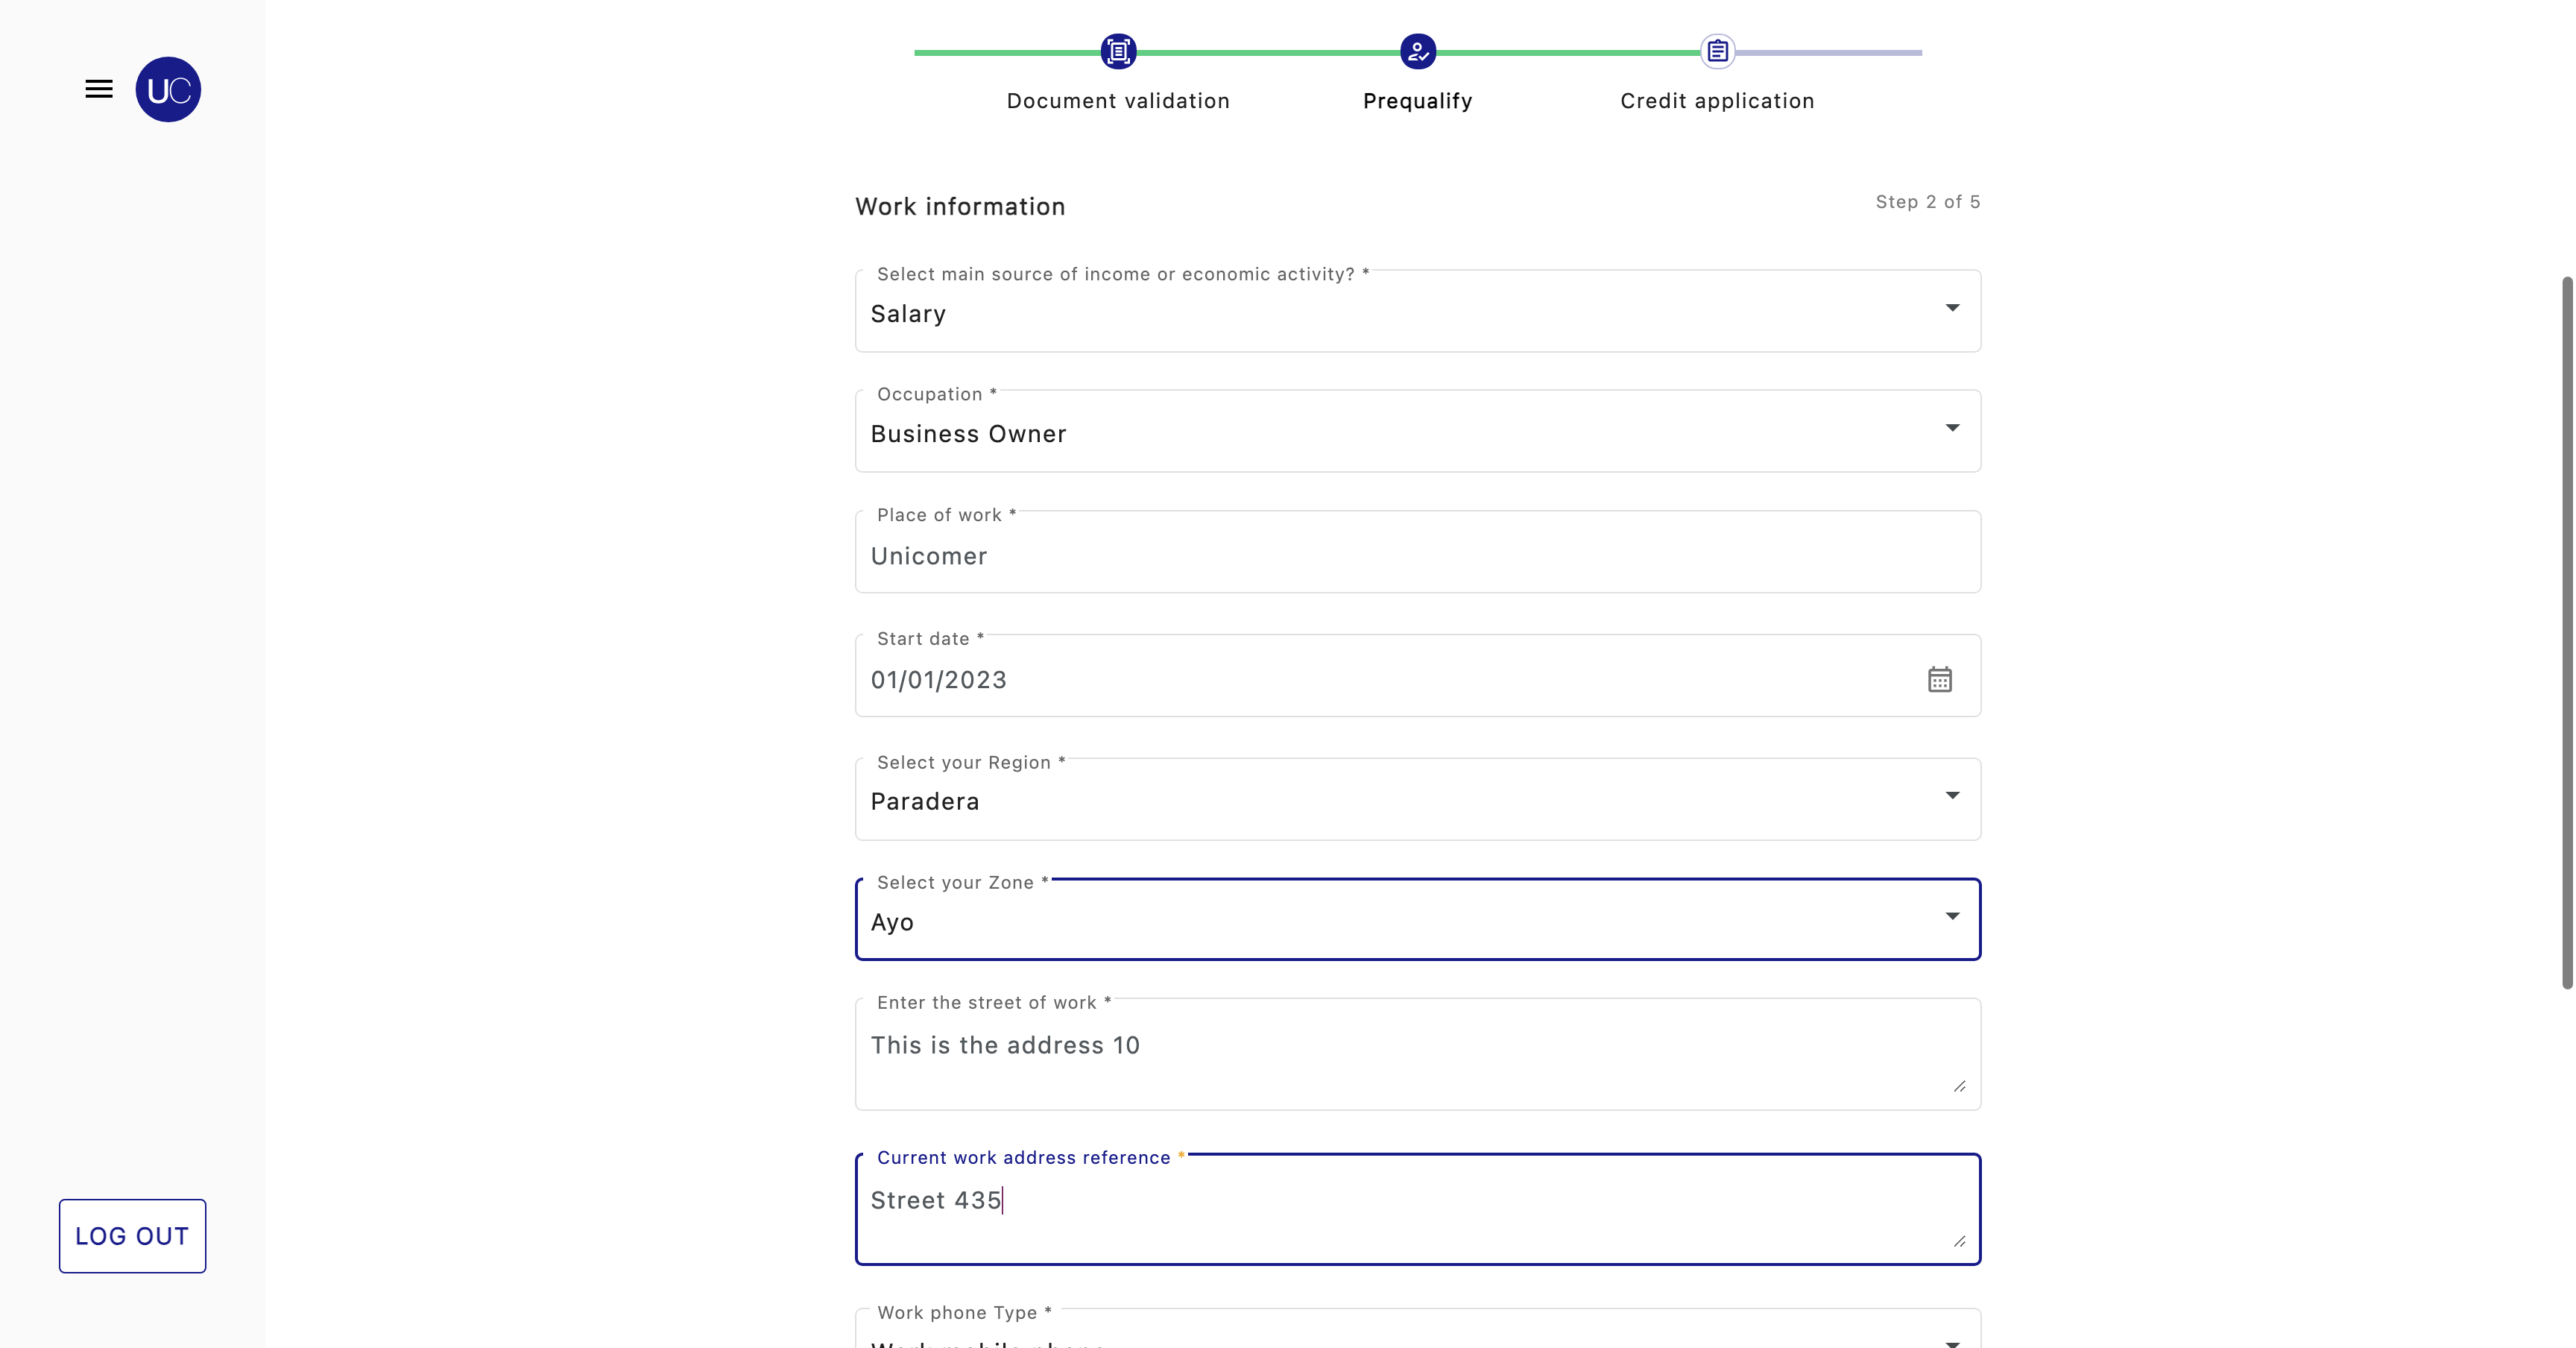 UC
Document validation
Prequalify
Credit application
Work information
Step 2 of 5
Select main source of income or economic activity? *
Salary
Occupation *
Business Owner
Place of work *
Unicomer
Start date *
01/01/2023
Select your Region *
Paradera
Select your Zone *
Ayo
Enter the street of work *
This is the address 10
Current work address reference *
Street 435
LOG OUT
Work phone Type *
Work mobile phone